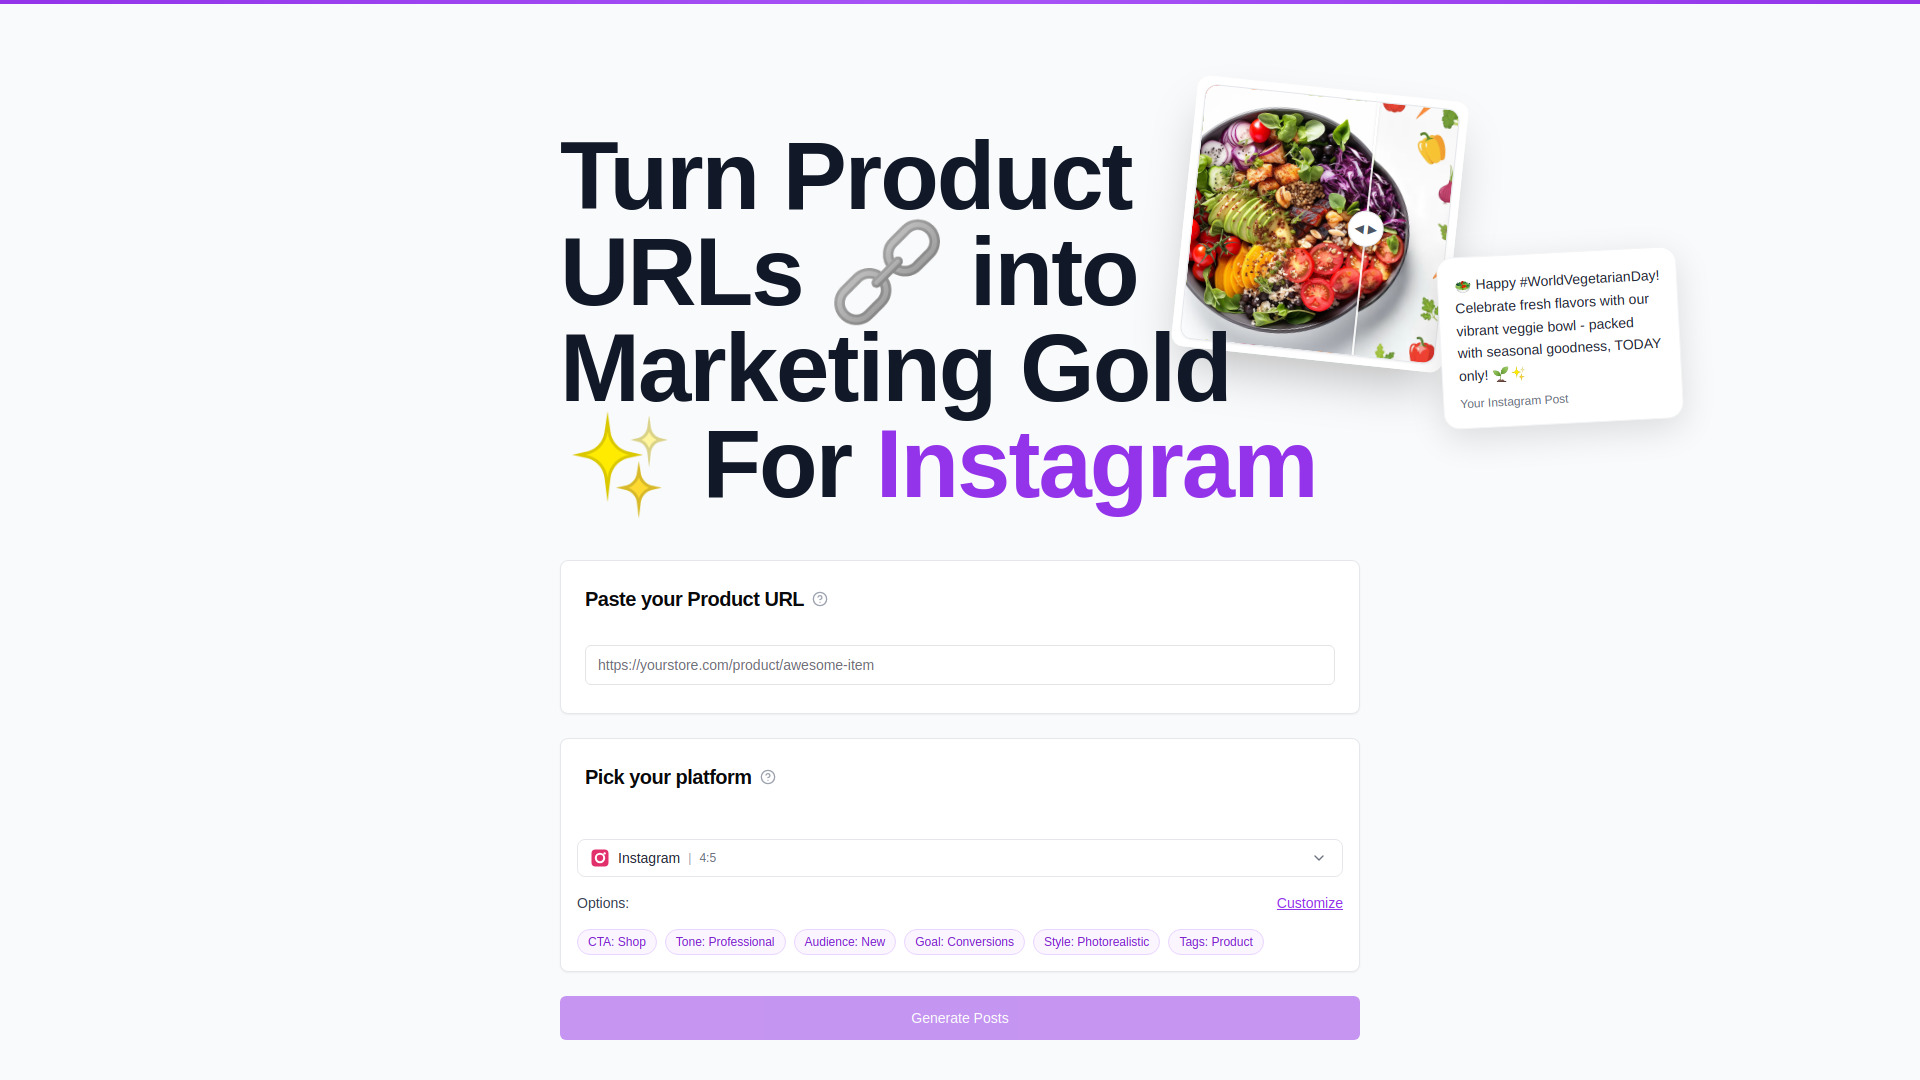 Turn Product
URLs 🔗 into
Marketing Gold
✨ For Instagram
🥗 Happy #WorldVegetarianDay!
Celebrate fresh flavors with our
vibrant veggie bowl - packed
with seasonal goodness, TODAY
only! 🌱✨
Your Instagram Post
Paste your Product URL
https://yourstore.com/product/awesome-item
Pick your platform
Instagram | 4:5
Options:
Customize
CTA: Shop
Tone: Professional
Audience: New
Goal: Conversions
Style: Photorealistic
Tags: Product
Generate Posts